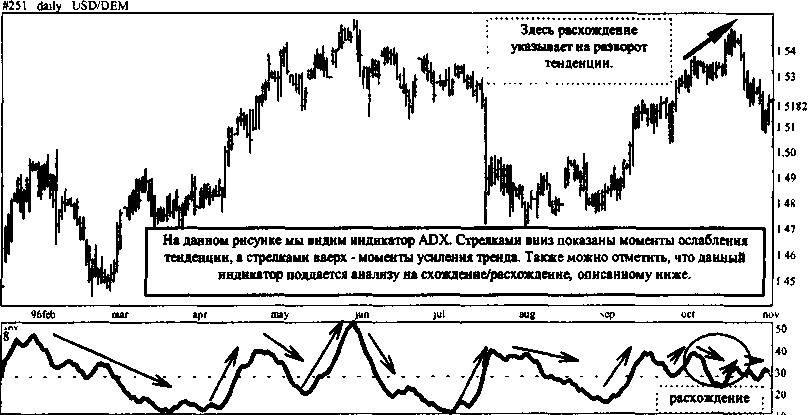 #251 daily USD/DEM
Здесь расхождение
указывает на разворот
тенденции.
1 54
1 53
1 5182
1 51
1 50
1 49
1 48
1 47
На данном рисунке мы видим индикатор ADX. Стрелками вниз показаны моменты ослабления
тенденции, а стрелками вверх - моменты усиления тренда. Также можно отметить, что данный
индикатор поддается анализу на схождение/расхождение, описанному ниже.
1 46
1 45
96feb mar apr may jun jul aug sep oct nov
50
40
30
20
10
расхождение